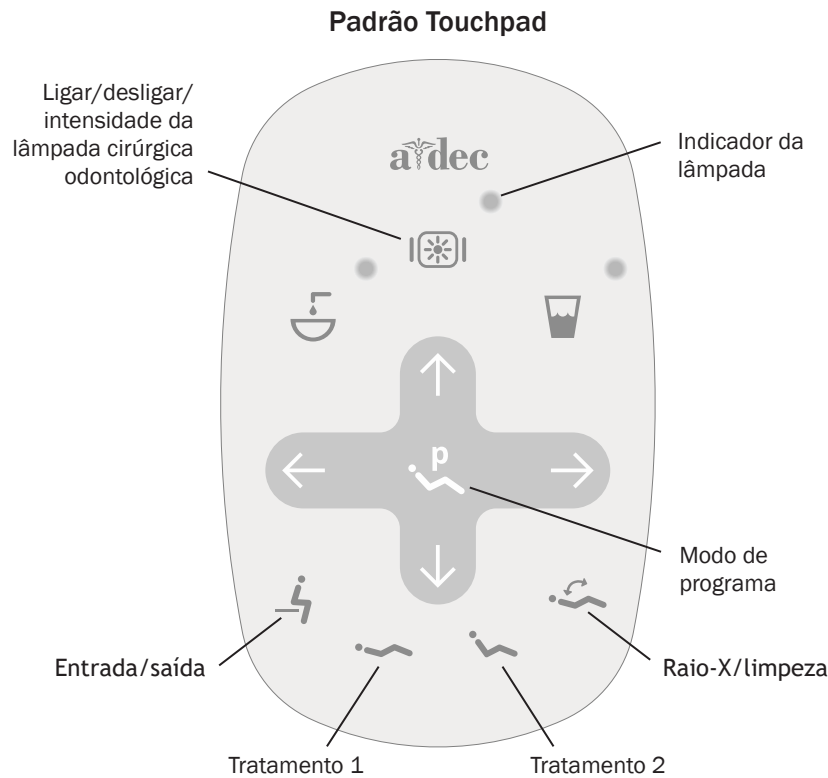 Padrão Touchpad
Ligar/desligar/
intensidade da
lâmpada cirúrgica
odontológica
a dec
Indicador da
lâmpada
p
Modo de
programa
Entrada/saída
Raio-X/limpeza
Tratamento 1
Tratamento 2